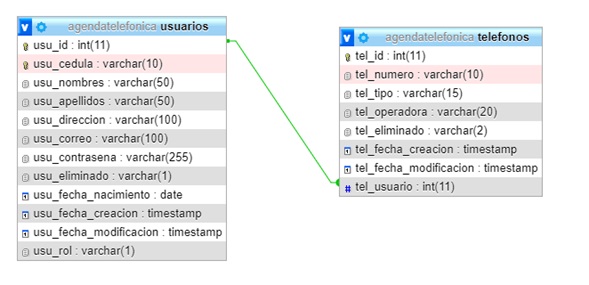 v agendatelefonica usuarios
usu_id : int(11)
usu_cedula : varchar(10)
usu_nombres : varchar(50)
usu_apellidos : varchar(50)
usu_direccion : varchar(100)
usu_correo : varchar(100)
usu_contrasena : varchar(255)
usu_eliminado : varchar(1)
usu_fecha_nacimiento : date
usu_fecha_creacion : timestamp
usu_fecha_modificacion : timestamp
usu_rol : varchar(1)
v agendatelefonica telefonos
tel_id : int(11)
tel_numero : varchar(10)
tel_tipo : varchar(15)
tel_operadora : varchar(20)
tel_eliminado : varchar(2)
tel_fecha_creacion : timestamp
tel_fecha_modificacion : timestamp
# tel_usuario : int(11)